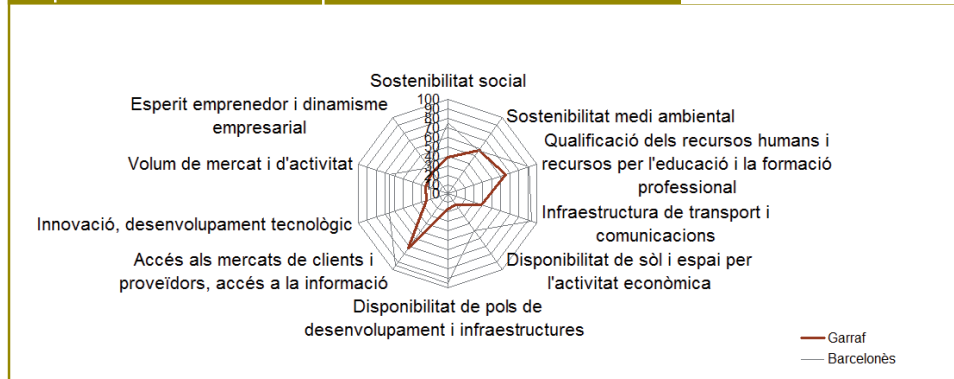 Sostenibilitat social
100
90
80
70
60
50
40
30
20
10
0
Sostenibilitat medi ambiental
Qualificació dels recursos humans i
recursos per l'educació i la formació
professional
Infraestructura de transport i
comunicacions
Disponibilitat de sòl i espai per
l'activitat econòmica
Disponibilitat de pols de
desenvolupament i infraestructures
Accés als mercats de clients i
proveïdors, accés a la informació
Innovació, desenvolupament tecnològic
Volum de mercat i d'activitat
Esperit emprenedor i dinamisme
empresarial
Garraf
Barcelonès